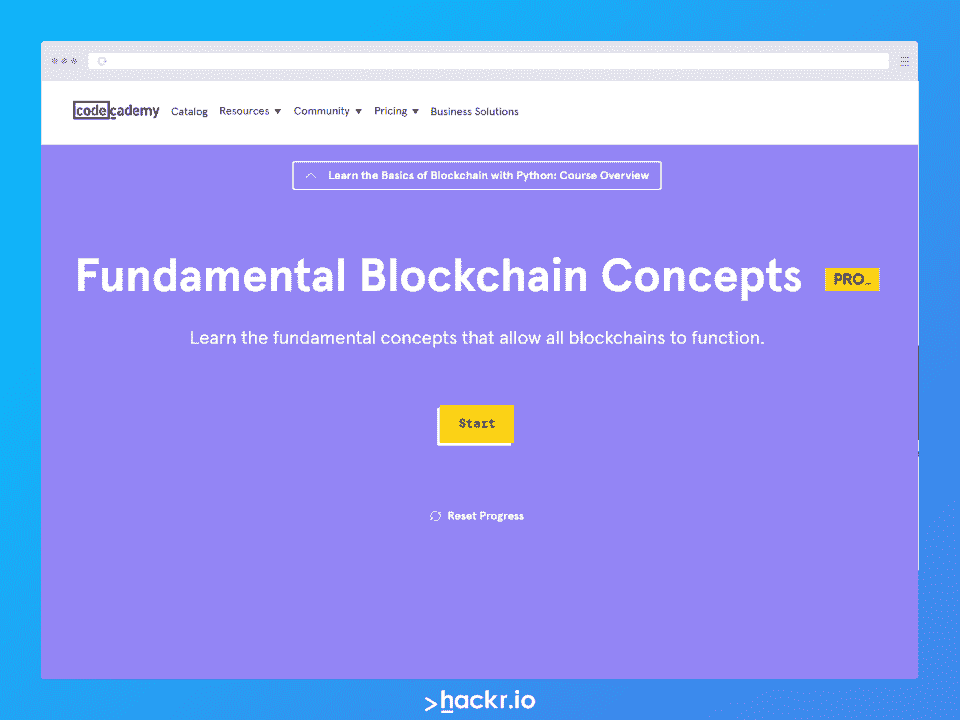 codecademy Catalog Resources Community Pricing Business Solutions
Learn the Basics of Blockchain with Python: Course Overview
Fundamental Blockchain Concepts PRO
Learn the fundamental concepts that allow all blockchains to function.
Start
Reset Progress
>hackr.io